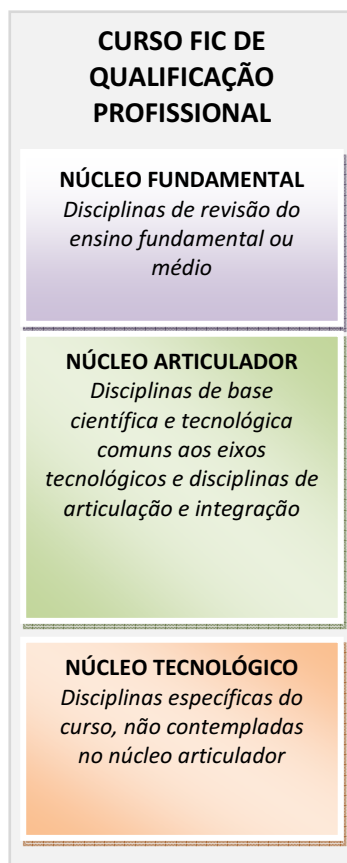 CURSO FIC DE
QUALIFICAÇÃO
PROFISSIONAL
NÚCLEO FUNDAMENTAL
Disciplinas de revisão do
ensino fundamental ou
médio
NÚCLEO ARTICULADOR
Disciplinas de base
científica e tecnológica
comuns aos eixos
tecnológicos e disciplinas de
articulação e integração
NÚCLEO TECNOLÓGICO
Disciplinas específicas do
curso, não contempladas
no núcleo articulador